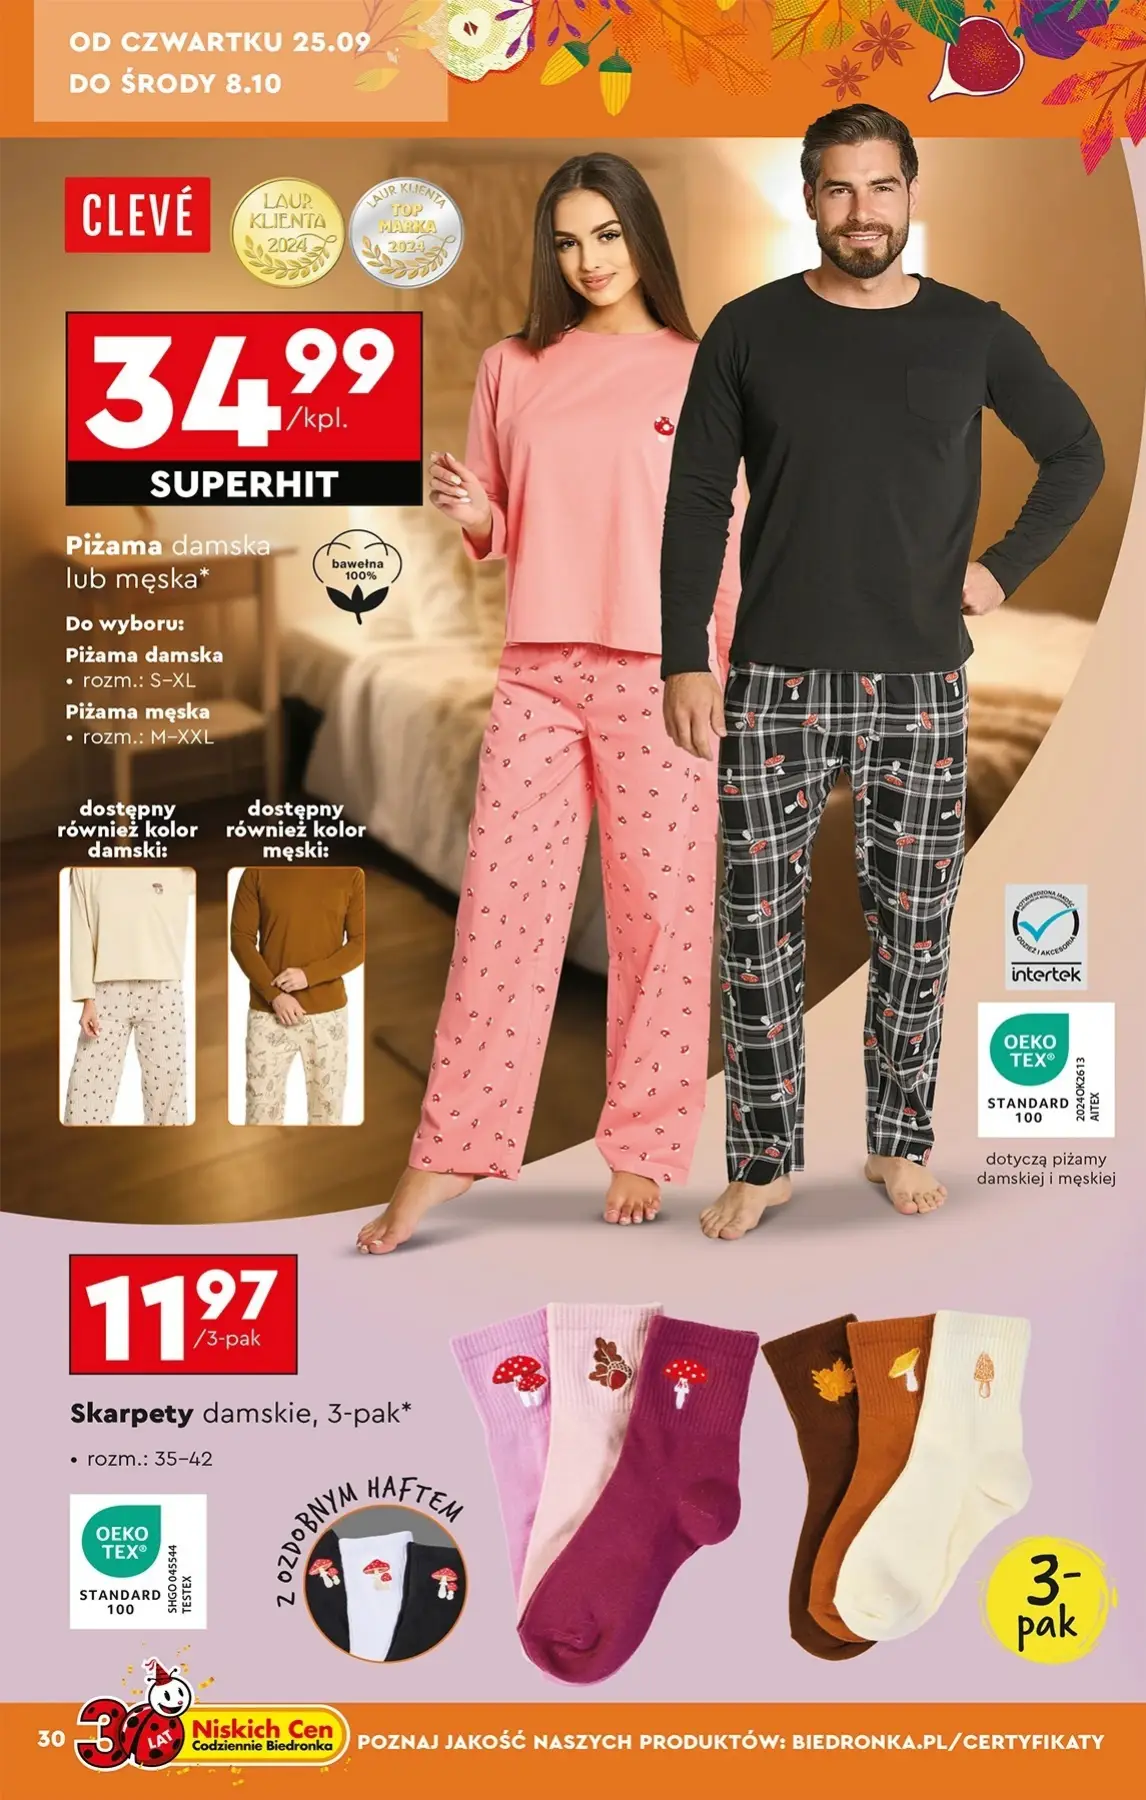 OD CZWARTKU 25.09
DO ŚRODY 8.10
CLEVÉ
LAUR
KLIENTA
2024
LAUR KLIENTA
TOP
MARKA
2024
34 99
/kpl.
SUPERHIT
Piżama damska
lub męska*
bawełna
100%
Do wyboru:
Piżama damska
• rozm.: S–XL
Piżama męska
• rozm.: M–XXL
dostępny
również kolor
damski:
dostępny
również kolor
męski:
ODZIEŻ I AKCESORIA
intertek
OEKO
TEX®
STANDARD
100
2024OK2613
AITEX
dotyczą piżamy
damskiej i męskiej
11 97
/3-pak
Skarpety damskie, 3-pak*
• rozm.: 35–42
OEKO
TEX®
STANDARD
100
SHGO 045544
TESTEX
Z OZDOBNYM HAFTEM
3-
pak
30
30 LAT
Niskich Cen
Codziennie Biedronka
POZNAJ JAKOŚĆ NASZYCH PRODUKTÓW: BIEDRONKA.PL/CERTYFIKATY